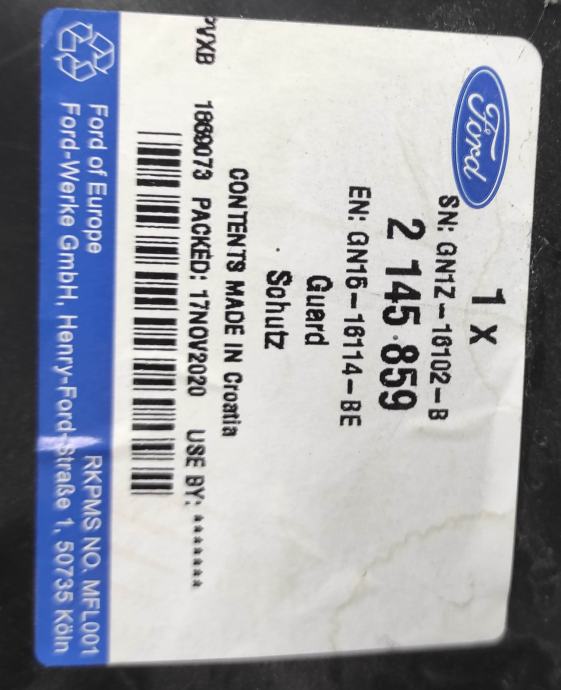 Ford
1 X
SN: GN1Z-16102-B
2 145 859
EN: GN15-16114-BE
Guard
Schutz
CONTENTS MADE IN Croatia
PVXB 1869073 PACKED: 17NOV2020 USE BY: *******
Ford of Europe RKPMS NO. MFL001
Ford-Werke GmbH, Henry-Ford-Straße 1, 50735 Köln